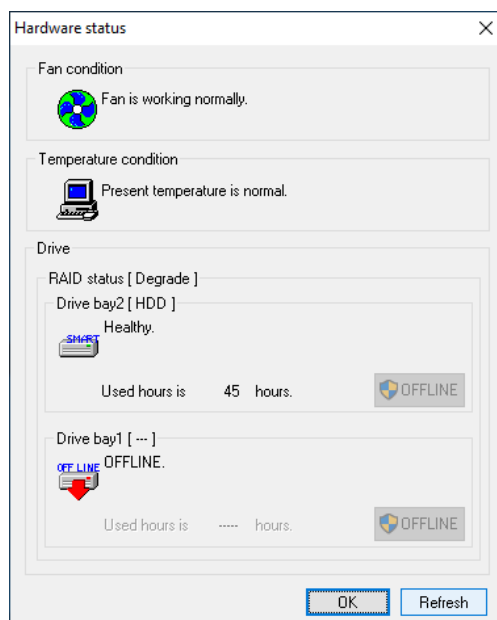 Hardware status
Fan condition
Fan is working normally.
Temperature condition
Present temperature is normal.
Drive
RAID status [ Degrade ]
Drive bay2 [ HDD ]
SMART
Healthy.
Used hours is 45 hours.
OFFLINE
Drive bay1 [ --- ]
OFF LINE
OFFLINE.
Used hours is ----- hours.
OFFLINE
OK
Refresh